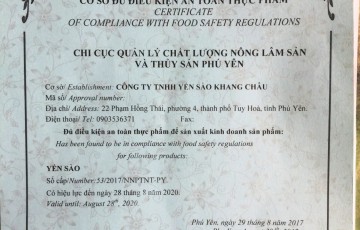 CƠ SỞ ĐỦ ĐIỀU KIỆN AN TOÀN THỰC PHẨM
CERTIFICATE
OF COMPLIANCE WITH FOOD SAFETY REGULATIONS
CHI CỤC QUẢN LÝ CHẤT LƯỢNG NÔNG LÂM SẢN
VÀ THỦY SẢN PHÚ YÊN
Cơ sở/ Establishment: CÔNG TY TNHH YẾN SÀO KHANG CHÂU
Mã số/ Approval number:
Địa chỉ/ Address: 22 Phạm Hồng Thái, phường 4, thành phố Tuy Hoà, tỉnh Phú Yên.
Điện thoại/ Tel: 0903536371 Fax:
Đủ điều kiện an toàn thực phẩm để sản xuất kinh doanh sản phẩm:
Has been found to be in compliance with food safety regulations
for following products:
YẾN SÀO
Số cấp/ Number: 53/2017/NNPTNT-PY.
Có hiệu lực đến ngày 28 tháng 8 năm 2020.
Valid until: August 28th, 2020.
Phú Yên, ngày 29 tháng 8 năm 2017